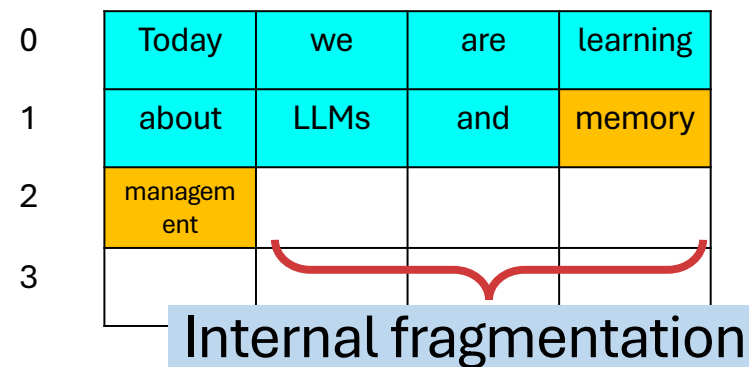 0 Today we are learning
1 about LLMs and memory
2 managem
ent
3
Internal fragmentation